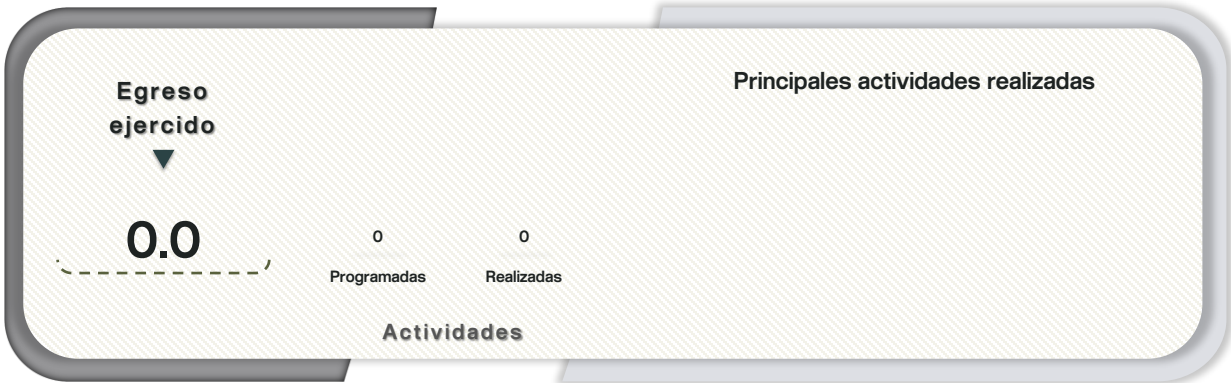 Egreso
ejercido
0.0
0
Programadas
0
Realizadas
Actividades
Principales actividades realizadas